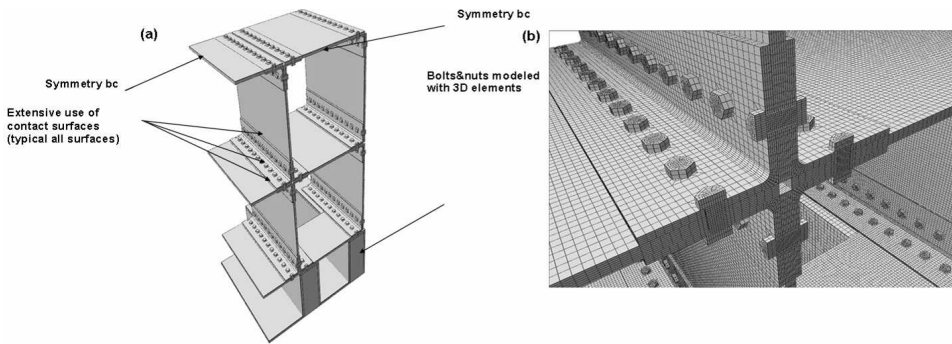 (a)
Symmetry bc
Symmetry bc
Extensive use of
contact surfaces
(typical all surfaces)
Bolts&nuts modeled
with 3D elements
(b)